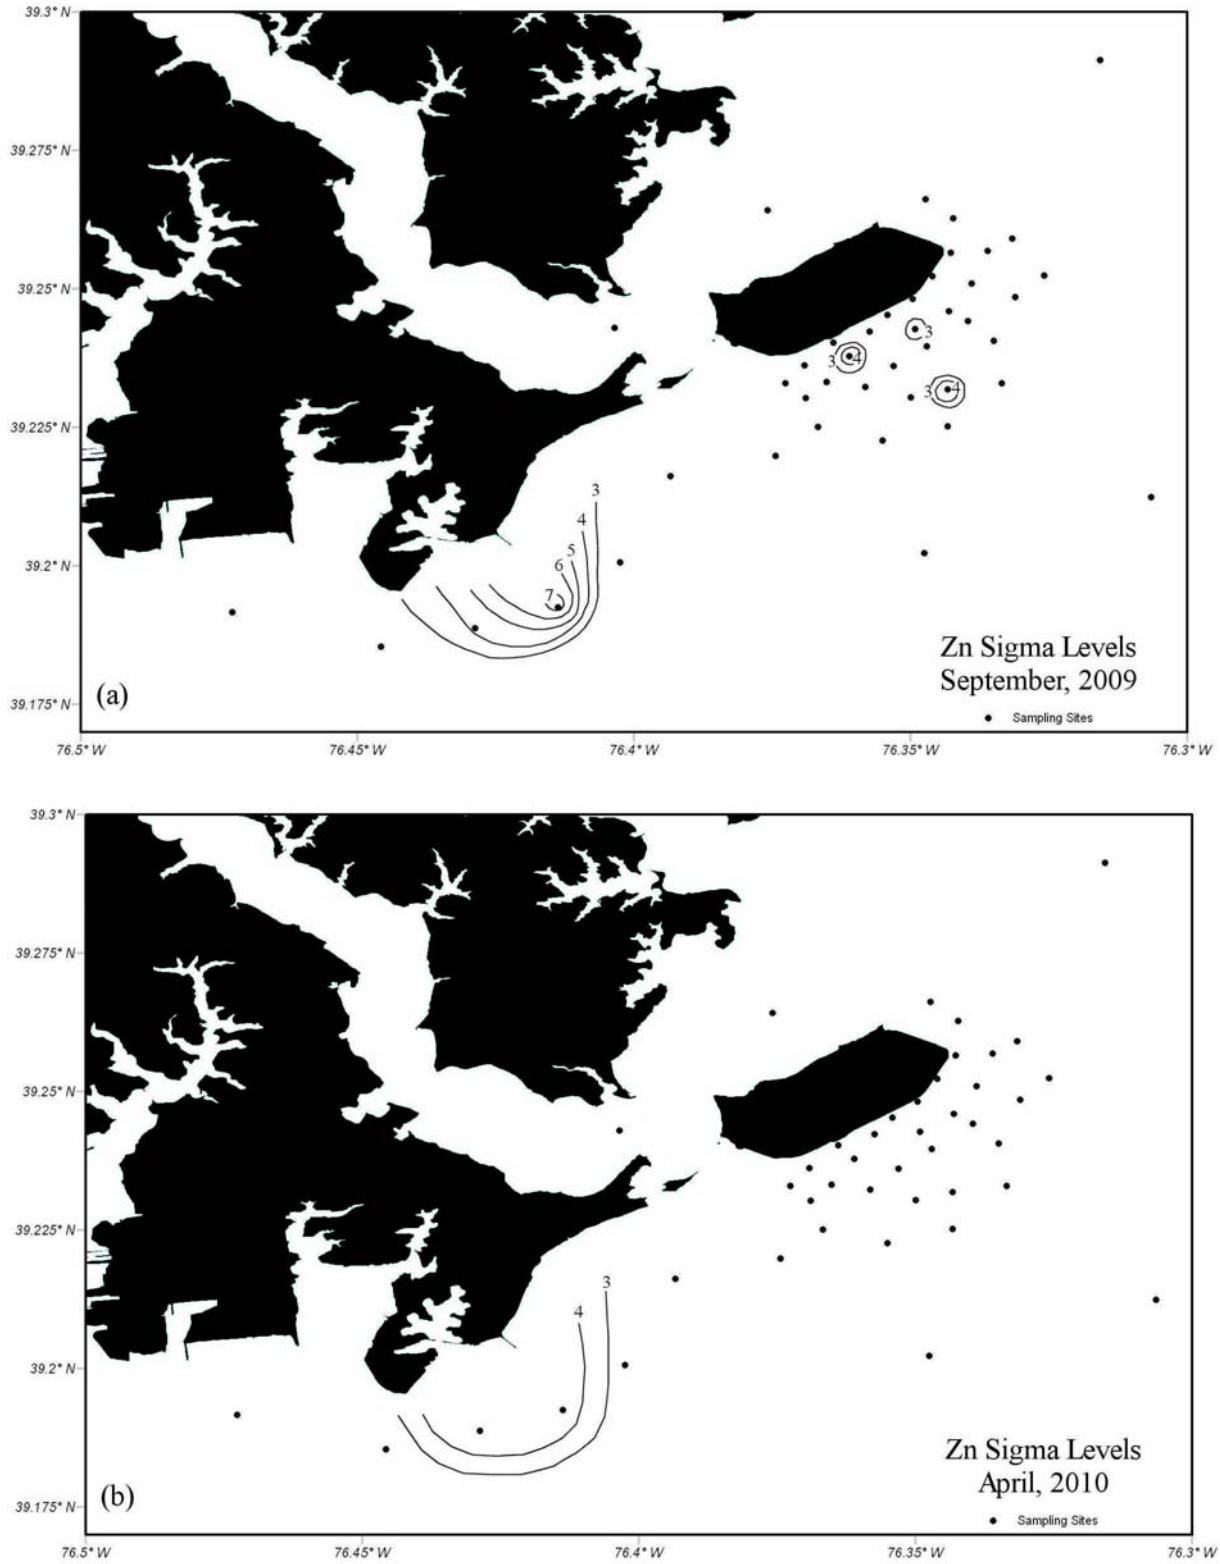 39.3° N
39.275° N
39.25° N
39.225° N
39.2° N
39.175° N
3
3
4
3
4
3
4
5
6
7
Zn Sigma Levels
September, 2009
Sampling Sites
(a)
76.5° W
76.45° W
76.4° W
76.35° W
76.3° W
39.3° N
39.275° N
39.25° N
39.225° N
39.2° N
39.175° N
3
4
Zn Sigma Levels
April, 2010
Sampling Sites
(b)
76.5° W
76.45° W
76.4° W
76.35° W
76.3° W